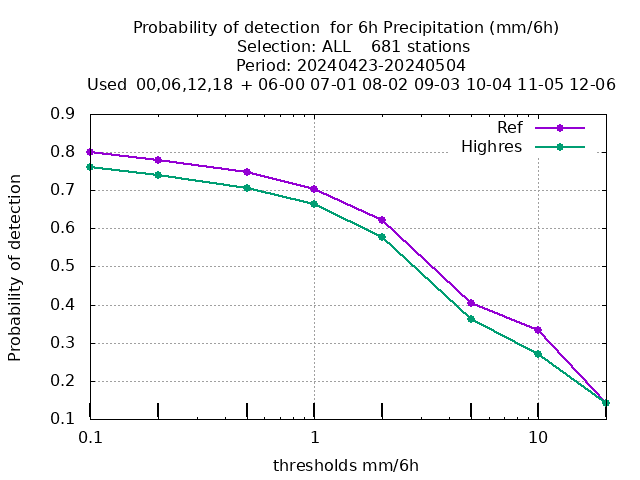 Probability of detection  for 6h Precipitation (mm/6h)
Selection: ALL    681 stations
Period: 20240423-20240504
Used  00,06,12,18  + 06-00 07-01 08-02 09-03 10-04 11-05 12-06
Ref
Highres
Probability of detection
0.9
0.8
0.7
0.6
0.5
0.4
0.3
0.2
0.1
0.1
1
10
thresholds mm/6h